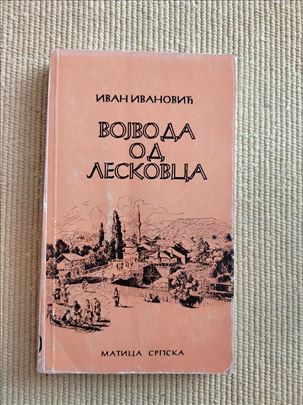 ИВАН ИВАНОВИЋ
ВОЈВОДА
ОД
ЛЕСКОВЦА
МАТИЦА СРПСКА